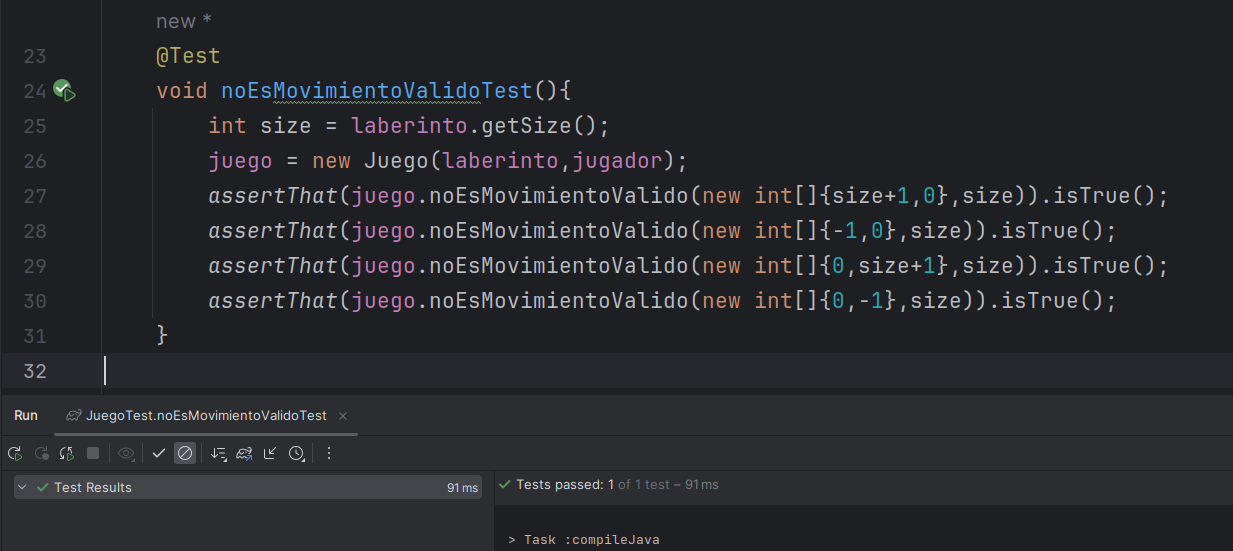 new *
23 @Test
24 void noEsMovimientoValidoTest(){
25 int size = laberinto.getSize();
26 juego = new Juego(laberinto,jugador);
27 assertThat(juego.noEsMovimientoValido(new int[]{size+1,0},size)).isTrue();
28 assertThat(juego.noEsMovimientoValido(new int[]{-1,0},size)).isTrue();
29 assertThat(juego.noEsMovimientoValido(new int[]{0,size+1},size)).isTrue();
30 assertThat(juego.noEsMovimientoValido(new int[]{0,-1},size)).isTrue();
31 }
32
Run JuegoTest.noEsMovimientoValidoTest ×
Test Results 91 ms
Tests passed: 1 of 1 test – 91 ms
> Task :compileJava